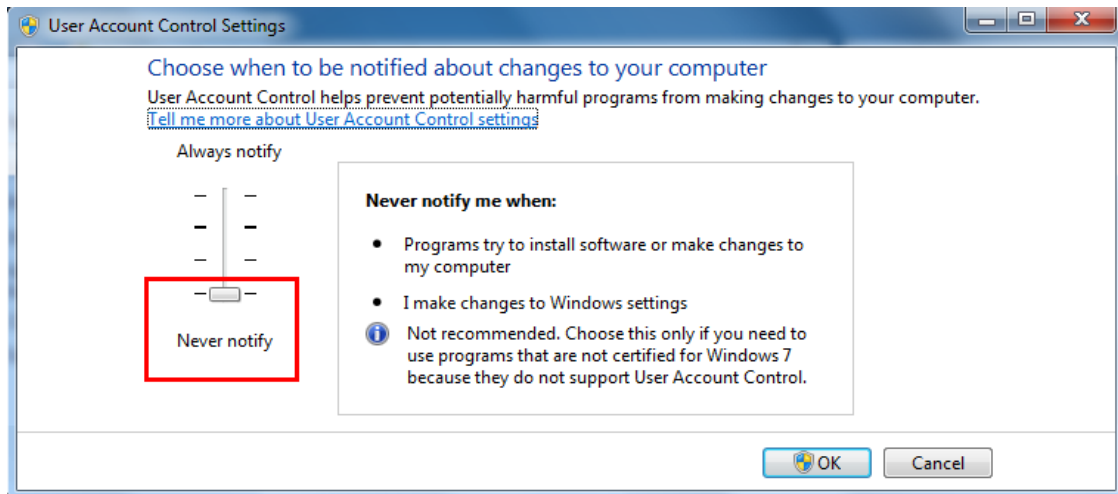 User Account Control Settings
Choose when to be notified about changes to your computer
User Account Control helps prevent potentially harmful programs from making changes to your computer.
Tell me more about User Account Control settings
Always notify
Never notify
Never notify me when:
Programs try to install software or make changes to
my computer
I make changes to Windows settings
Not recommended. Choose this only if you need to
use programs that are not certified for Windows 7
because they do not support User Account Control.
OK
Cancel